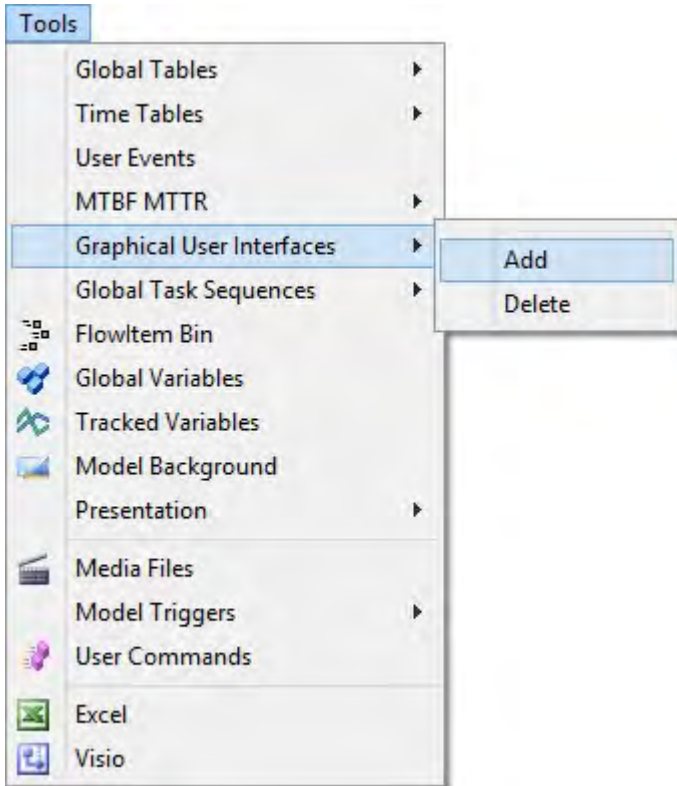 Tools
Global Tables
Time Tables
User Events
MTBF MTTR
Graphical User Interfaces
Add
Global Task Sequences
Delete
FlowItem Bin
Global Variables
Tracked Variables
Model Background
Presentation
Media Files
Model Triggers
User Commands
Excel
Visio